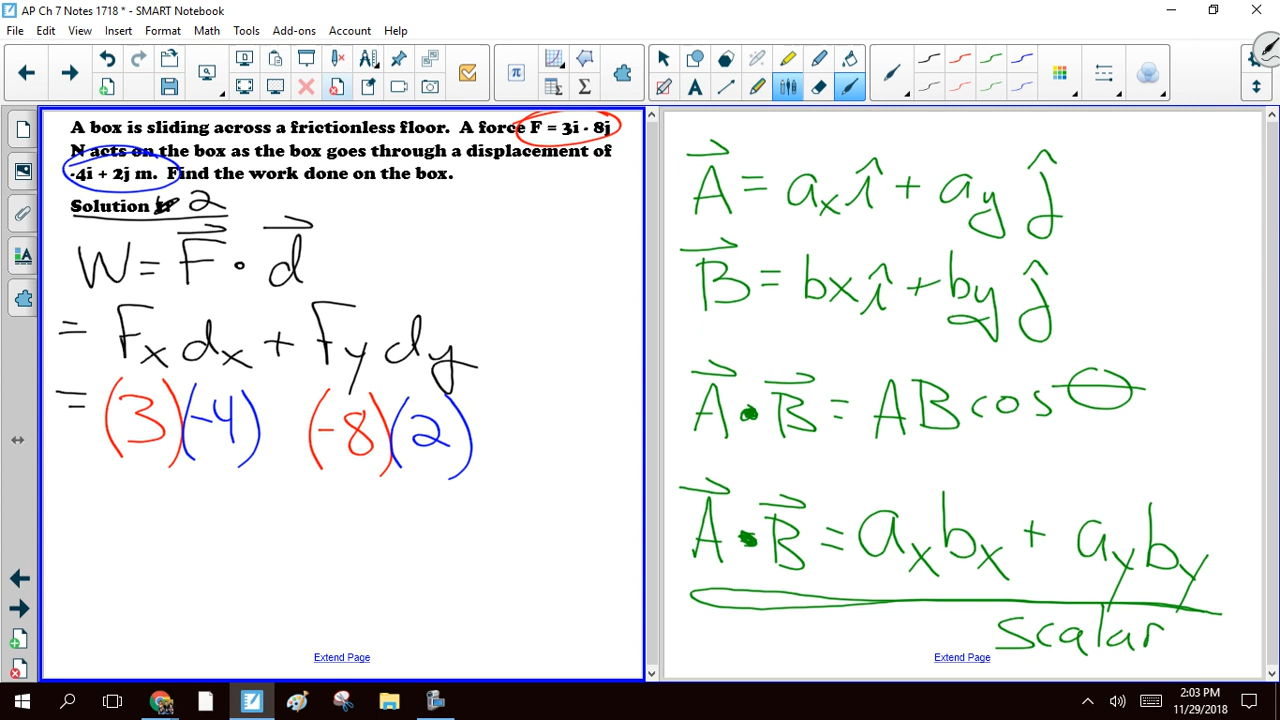 AP Ch 7 Notes 1718 * - SMART Notebook
File Edit View Insert Format Math Tools Add-ons Account Help
A box is sliding across a frictionless floor. A force F = 3i - 8j
N acts on the box as the box goes through a displacement of
-4i + 2j m. Find the work done on the box.
Solution 2
W = F⃗ • d⃗
= Fx dx + Fy dy
= (3)(-4) (-8)(2)
Extend Page
A⃗ = ax î + ay ĵ
B⃗ = bx î + by ĵ
A⃗ • B⃗ = AB cos θ
A⃗ • B⃗ = ax bx + ay by
scalar
Extend Page
2:03 PM
11/29/2018